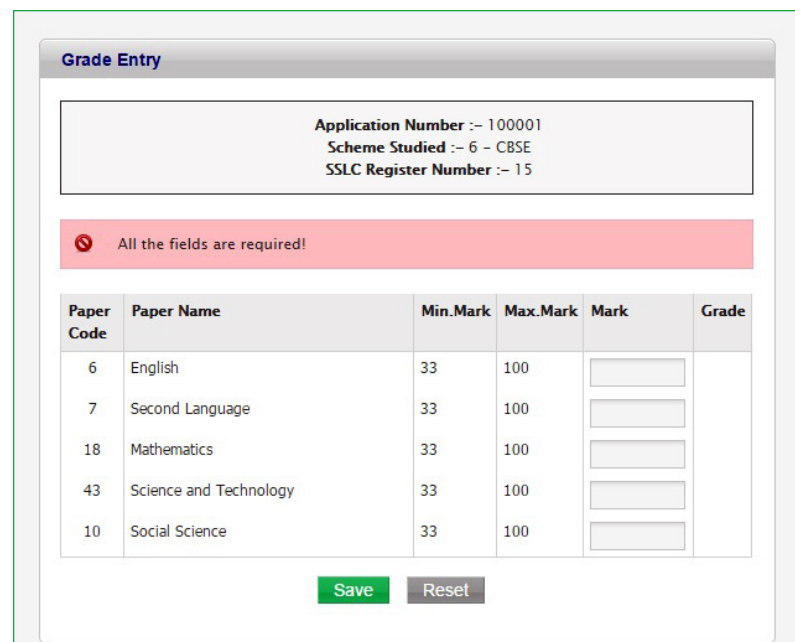 Grade Entry
Application Number :– 100001
Scheme Studied :– 6 – CBSE
SSLC Register Number :– 15
All the fields are required!
Paper Code Paper Name Min.Mark Max.Mark Mark Grade
6 English 33 100
7 Second Language 33 100
18 Mathematics 33 100
43 Science and Technology 33 100
10 Social Science 33 100
Save Reset